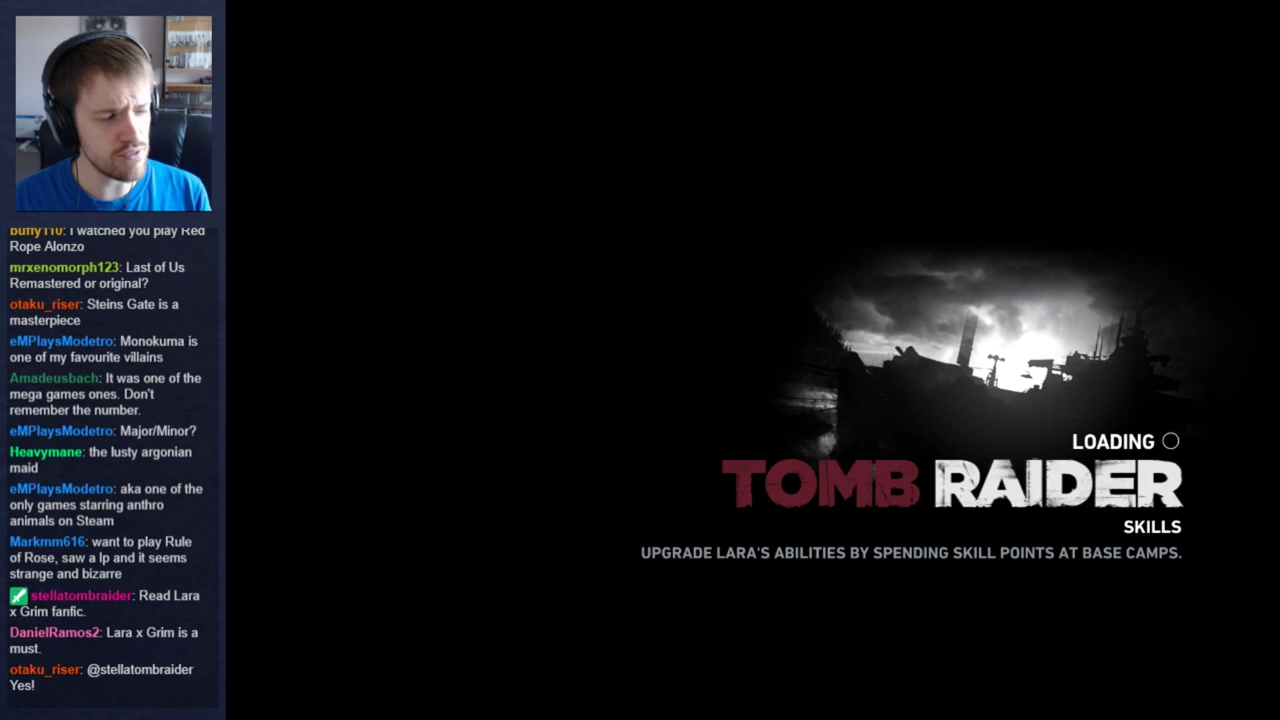 buffy110: I watched you play Red
Rope Alonzo
mrxenomorph123: Last of Us
Remastered or original?
otaku_riser: Steins Gate is a
masterpiece
eMPlaysModetro: Monokuma is
one of my favourite villains
Amadeusbach: It was one of the
mega games ones. Don't
remember the number.
eMPlaysModetro: Major/Minor?
Heavymane: the lusty argonian
maid
eMPlaysModetro: aka one of the
only games starring anthro
animals on Steam
Markmm616: want to play Rule
of Rose, saw a lp and it seems
strange and bizarre
stellatombraider: Read Lara
x Grim fanfic.
DanielRamos2: Lara x Grim is a
must.
otaku_riser: @stellatombraider
Yes!
LOADING
TOMB RAIDER
SKILLS
UPGRADE LARA'S ABILITIES BY SPENDING SKILL POINTS AT BASE CAMPS.